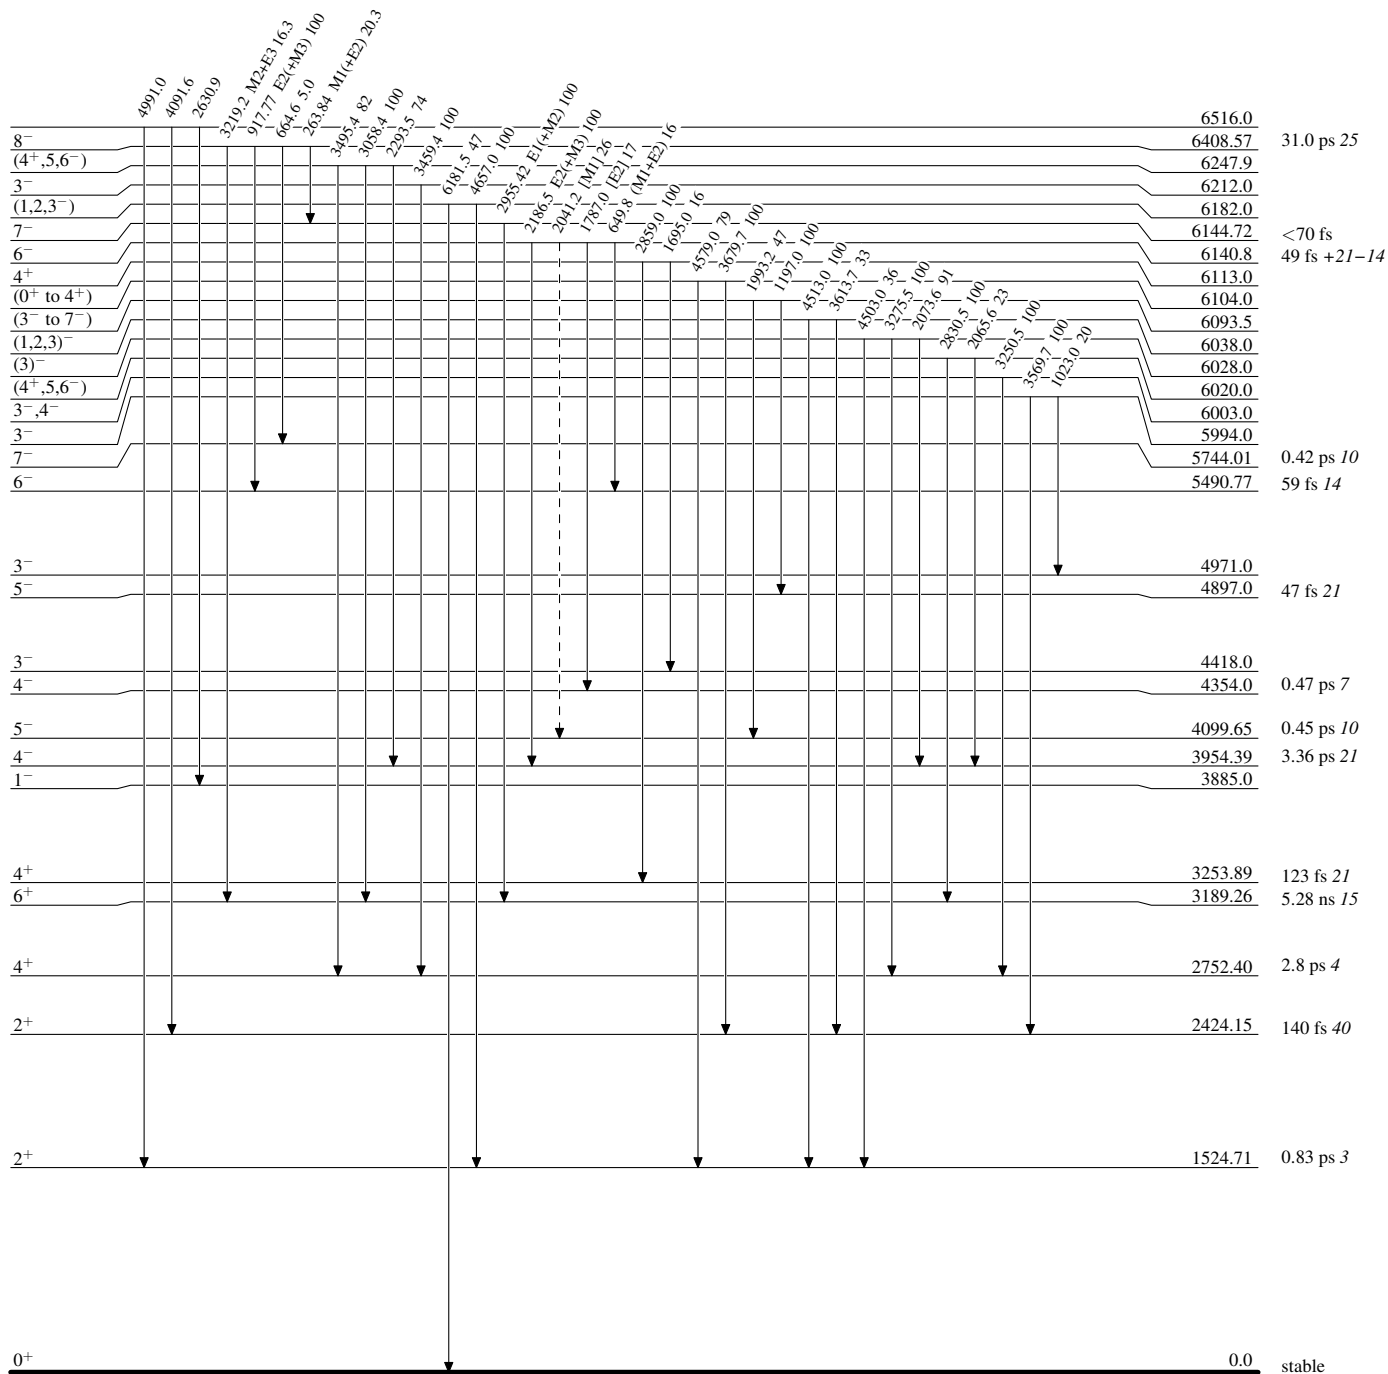 4991.0
4091.6
2630.9
3219.2 M2+E3 16.3
917.77 E2(+M3) 100
664.6 5.0
263.84 M1(+E2) 20.3
3495.4 82
3058.4 100
2293.5 74
3459.4 100
6181.5 47
4657.0 100
2955.42 E1(+M2) 100
2186.5 E2(+M3) 100
2041.2 [M1] 26
1787.0 [E2] 17
649.8 (M1+E2) 16
2859.0 100
1695.0 16
4579.0 79
3679.7 100
1993.2 47
1197.0 100
4513.0 100
3613.7 33
4503.0 36
3275.5 100
2073.6 91
2830.5 100
2065.6 23
3250.5 100
3569.7 100
1023.0 20
6516.0
8⁻ 6408.57 31.0 ps 25
(4⁺,5,6⁻) 6247.9
3⁻ 6212.0
(1,2,3⁻) 6182.0
7⁻ 6144.72 <70 fs
6⁻ 6140.8 49 fs +21−14
4⁺ 6113.0
(0⁺ to 4⁺) 6104.0
(3⁻ to 7⁻) 6093.5
(1,2,3)⁻ 6038.0
(3)⁻ 6028.0
(4⁺,5,6⁻) 6020.0
3⁻,4⁻ 6003.0
3⁻ 5994.0
7⁻ 5744.01 0.42 ps 10
6⁻ 5490.77 59 fs 14
3⁻ 4971.0
5⁻ 4897.0 47 fs 21
3⁻ 4418.0
4⁻ 4354.0 0.47 ps 7
5⁻ 4099.65 0.45 ps 10
4⁻ 3954.39 3.36 ps 21
1⁻ 3885.0
4⁺ 3253.89 123 fs 21
6⁺ 3189.26 5.28 ns 15
4⁺ 2752.40 2.8 ps 4
2⁺ 2424.15 140 fs 40
2⁺ 1524.71 0.83 ps 3
0⁺ 0.0 stable